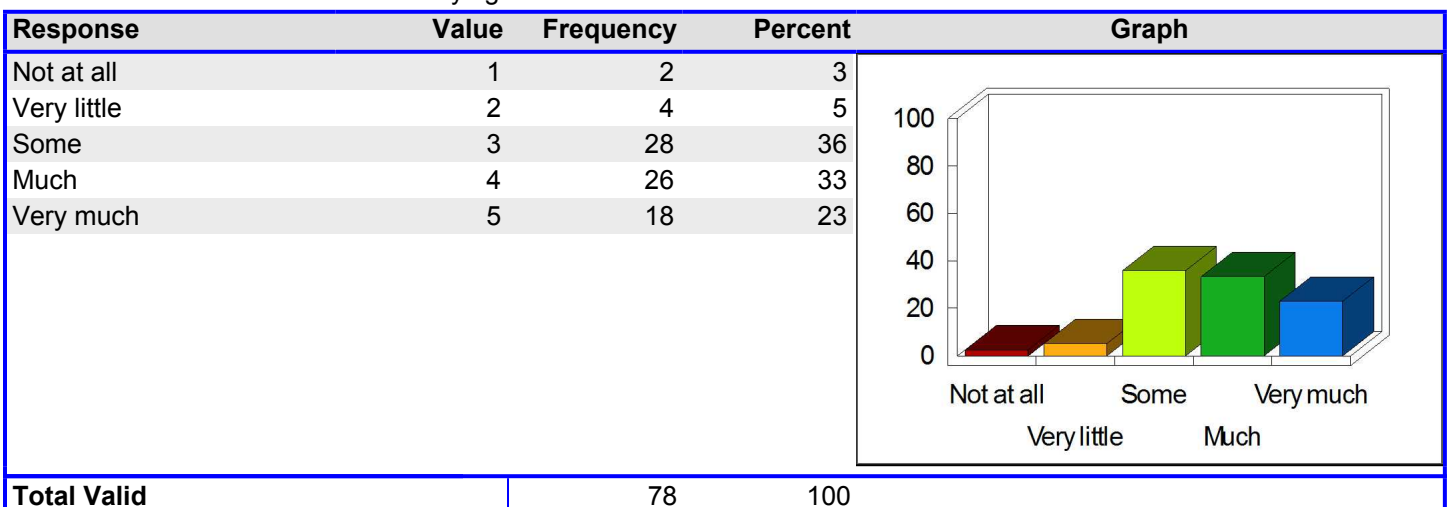 Response Value Frequency Percent Graph
Not at all 1 2 3
Very little 2 4 5
Some 3 28 36
Much 4 26 33
Very much 5 18 23
100
80
60
40
20
0
Not at all Some Very much
Very little Much
Total Valid 78 100